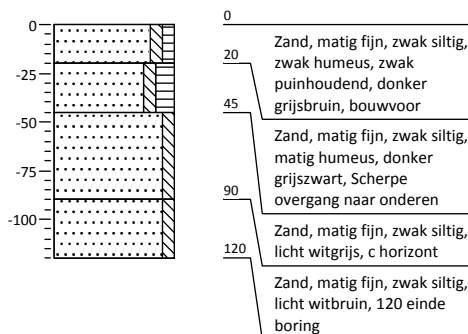 0
-25
-50
-75
-100
0
Zand, matig fijn, zwak siltig,
zwak humeus, zwak
puinhoudend, donker
grijsbruin, bouwvoor
20
Zand, matig fijn, zwak siltig,
matig humeus, donker
grijszwart, Scherpe
overgang naar onderen
45
Zand, matig fijn, zwak siltig,
licht witgrijs, c horizont
90
Zand, matig fijn, zwak siltig,
licht witbruin, 120 einde
boring
120